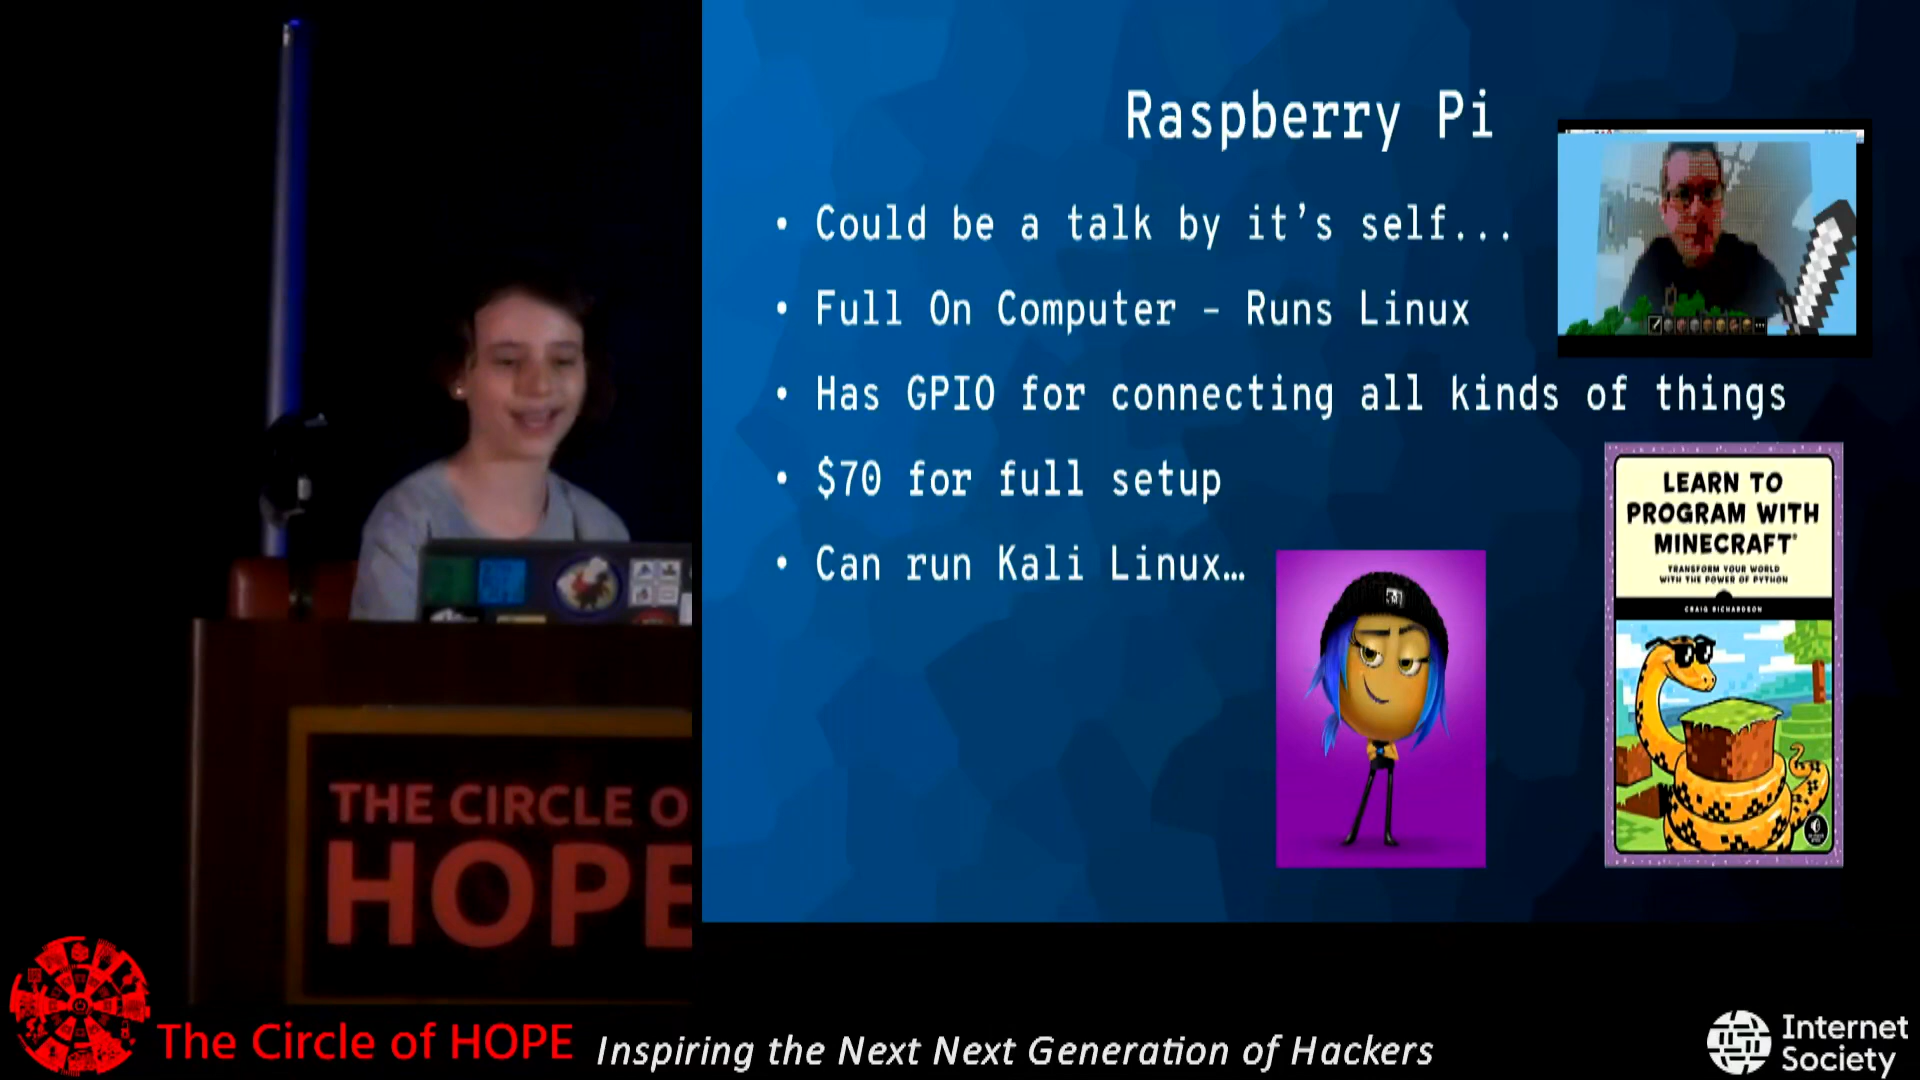 Raspberry Pi
• Could be a talk by it’s self...
• Full On Computer – Runs Linux
• Has GPIO for connecting all kinds of things
• $70 for full setup
• Can run Kali Linux…
LEARN TO
PROGRAM WITH
MINECRAFT®
TRANSFORM YOUR WORLD
WITH THE POWER OF PYTHON
CRAIG RICHARDSON
THE CIRCLE O
HOPE
The Circle of HOPE
Inspiring the Next Next Generation of Hackers
Internet
Society